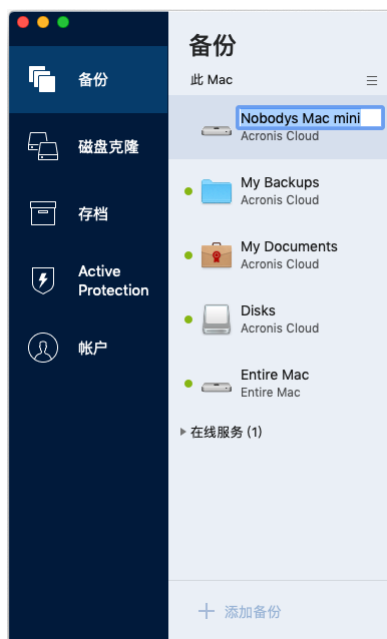 备份
磁盘克隆
存档
Active
Protection
帐户
备份
此 Mac
Nobodys Mac mini
Acronis Cloud
My Backups
Acronis Cloud
My Documents
Acronis Cloud
Disks
Acronis Cloud
Entire Mac
Entire Mac
在线服务 (1)
添加备份